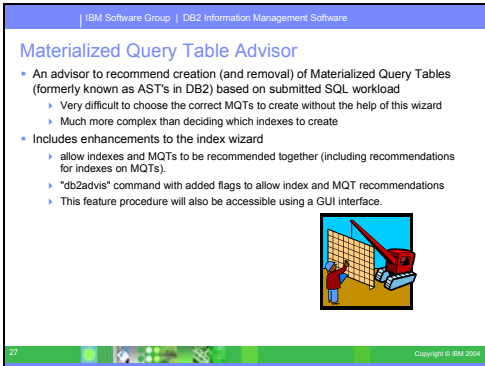 IBM Software Group | DB2 Information Management Software
Materialized Query Table Advisor
An advisor to recommend creation (and removal) of Materialized Query Tables
(formerly known as AST's in DB2) based on submitted SQL workload
Very difficult to choose the correct MQTs to create without the help of this wizard
Much more complex than deciding which indexes to create
Includes enhancements to the index wizard
allow indexes and MQTs to be recommended together (including recommendations
for indexes on MQTs).
"db2advis" command with added flags to allow index and MQT recommendations
This feature procedure will also be accessible using a GUI interface.
27
Copyright © IBM 2004